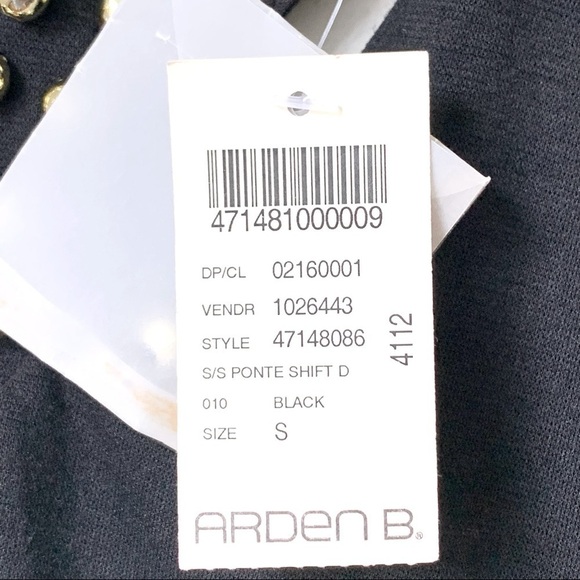 471481000009
DP/CL 02160001
VENDR 1026443
STYLE 47148086
S/S PONTE SHIFT D
010 BLACK
SIZE S
4112
ARDEN B.®